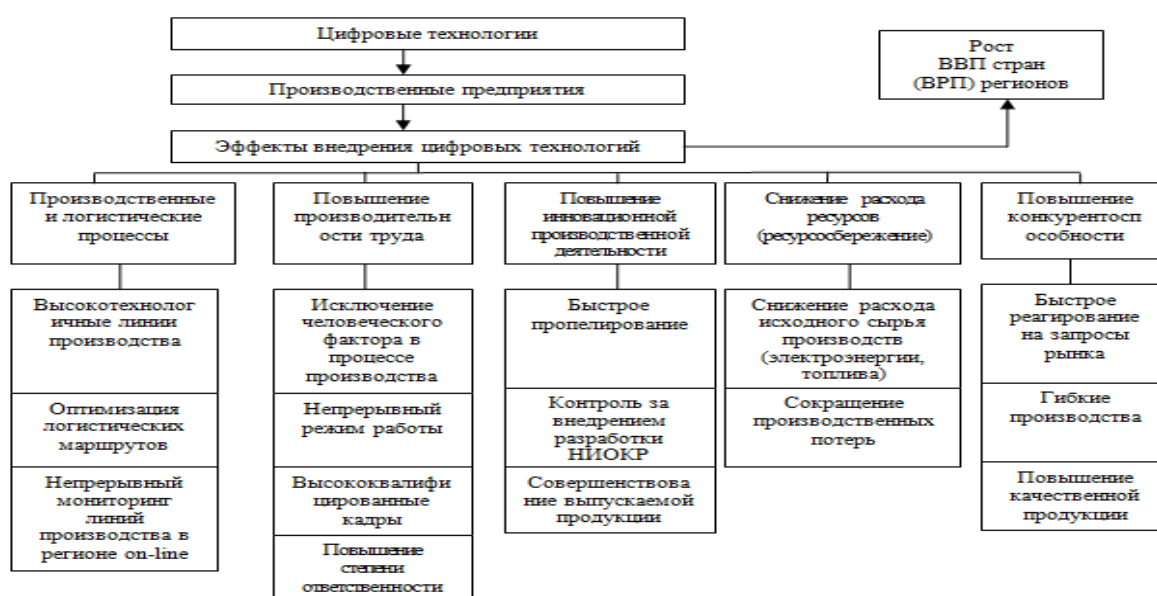 Цифровые технологии
Рост
ВВП стран
(ВРП) регионов
Производственные предприятия
Эффекты внедрения цифровых технологий
Производственные
и логистические
процессы
Повышение
производительн
ости труда
Повышение
инновационной
производственной
деятельности
Снижение расхода
ресурсов
(ресурсосбережение)
Повышение
конкурентосп
особности
Высокотехнолог
ичные линии
производства
Исключение
человеческого
фактора в
процессе
производства
Быстрое
пропелирование
Снижение расхода
исходного сырья
производств
(электроэнергии,
топлива)
Быстрое
реагирование
на запросы
рынка
Оптимизация
логистических
маршрутов
Непрерывный
режим работы
Контроль за
внедрением
разработки
НИОКР
Сокращение
производственных
потерь
Гибкие
производства
Непрерывный
мониторинг
линий
производства в
регионе on-line
Высококвалифи
цированные
кадры
Совершенствова
ние выпускаемой
продукции
Повышение
качественной
продукции
Повышение
степени
ответственности